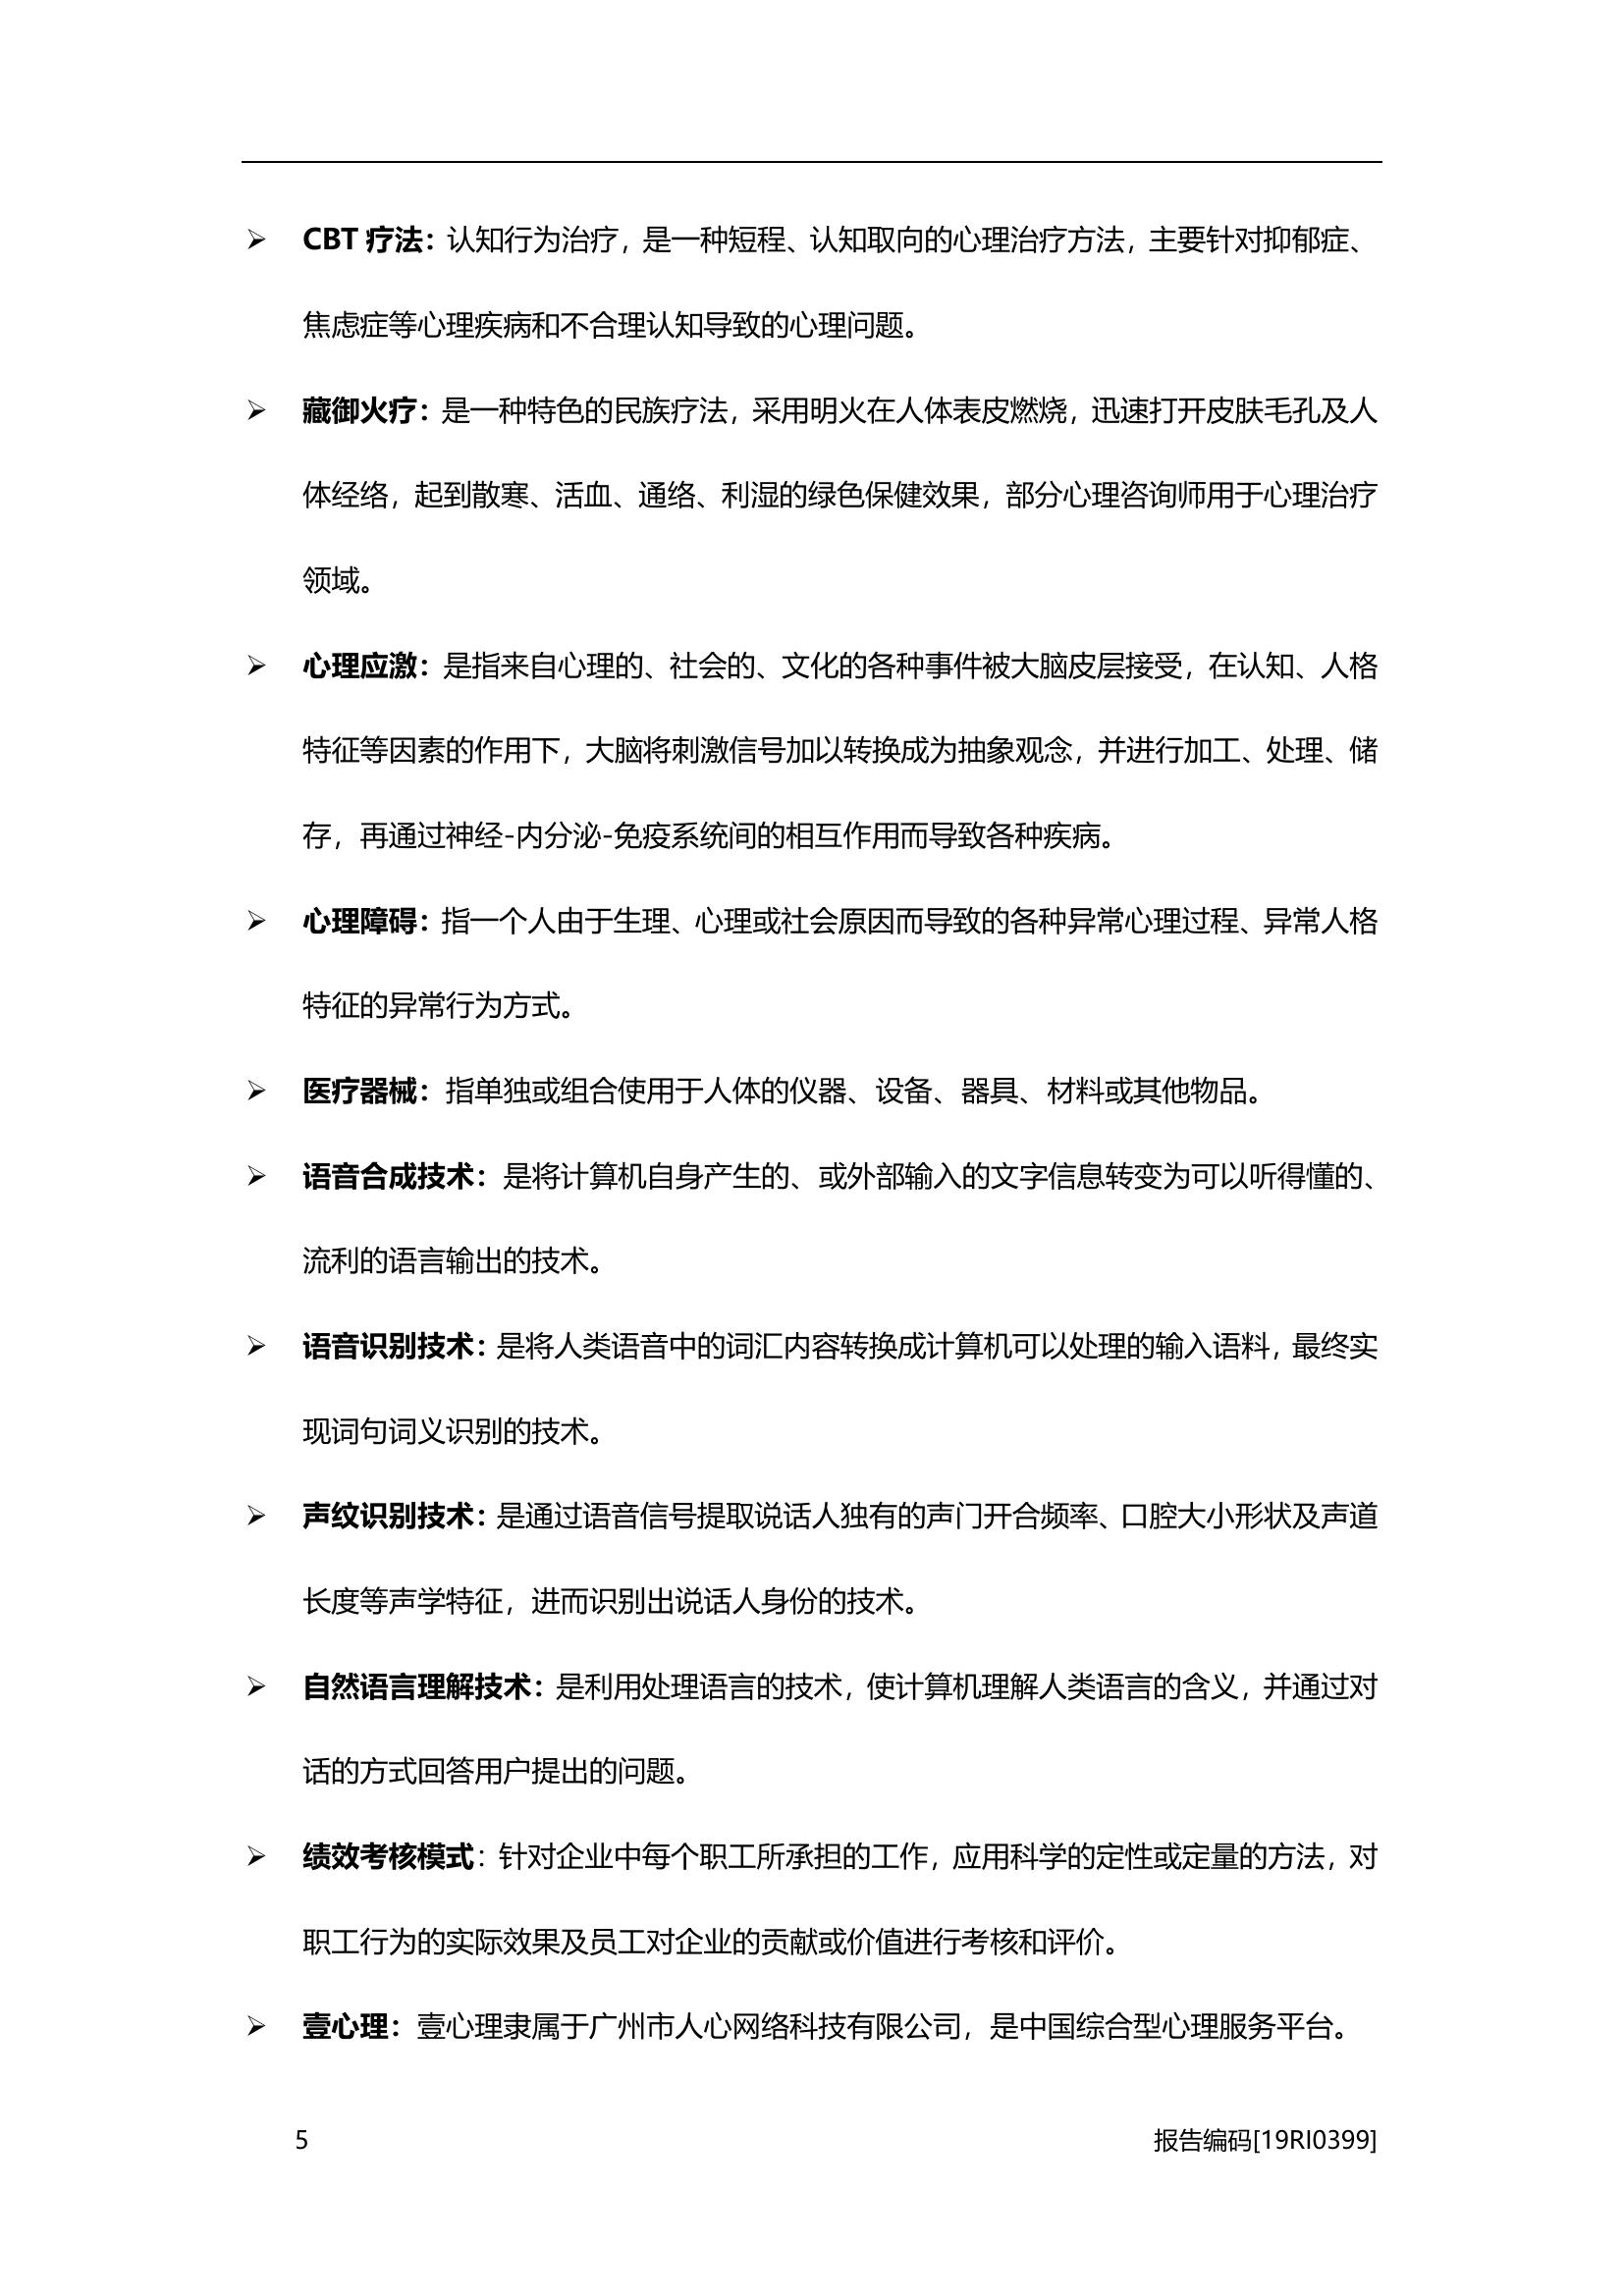 ➢ CBT 疗法：认知行为治疗，是一种短程、认知取向的心理治疗方法，主要针对抑郁症、
焦虑症等心理疾病和不合理认知导致的心理问题。
➢ 藏御火疗：是一种特色的民族疗法，采用明火在人体表皮燃烧，迅速打开皮肤毛孔及人
体经络，起到散寒、活血、通络、利湿的绿色保健效果，部分心理咨询师用于心理治疗
领域。
➢ 心理应激：是指来自心理的、社会的、文化的各种事件被大脑皮层接受，在认知、人格
特征等因素的作用下，大脑将刺激信号加以转换成为抽象观念，并进行加工、处理、储
存，再通过神经-内分泌-免疫系统间的相互作用而导致各种疾病。
➢ 心理障碍：指一个人由于生理、心理或社会原因而导致的各种异常心理过程、异常人格
特征的异常行为方式。
➢ 医疗器械：指单独或组合使用于人体的仪器、设备、器具、材料或其他物品。
➢ 语音合成技术：是将计算机自身产生的、或外部输入的文字信息转变为可以听得懂的、
流利的语言输出的技术。
➢ 语音识别技术：是将人类语音中的词汇内容转换成计算机可以处理的输入语料，最终实
现词句词义识别的技术。
➢ 声纹识别技术：是通过语音信号提取说话人独有的声门开合频率、口腔大小形状及声道
长度等声学特征，进而识别出说话人身份的技术。
➢ 自然语言理解技术：是利用处理语言的技术，使计算机理解人类语言的含义，并通过对
话的方式回答用户提出的问题。
➢ 绩效考核模式：针对企业中每个职工所承担的工作，应用科学的定性或定量的方法，对
职工行为的实际效果及员工对企业的贡献或价值进行考核和评价。
➢ 壹心理：壹心理隶属于广州市人心网络科技有限公司，是中国综合型心理服务平台。
5 报告编码[19RI0399]